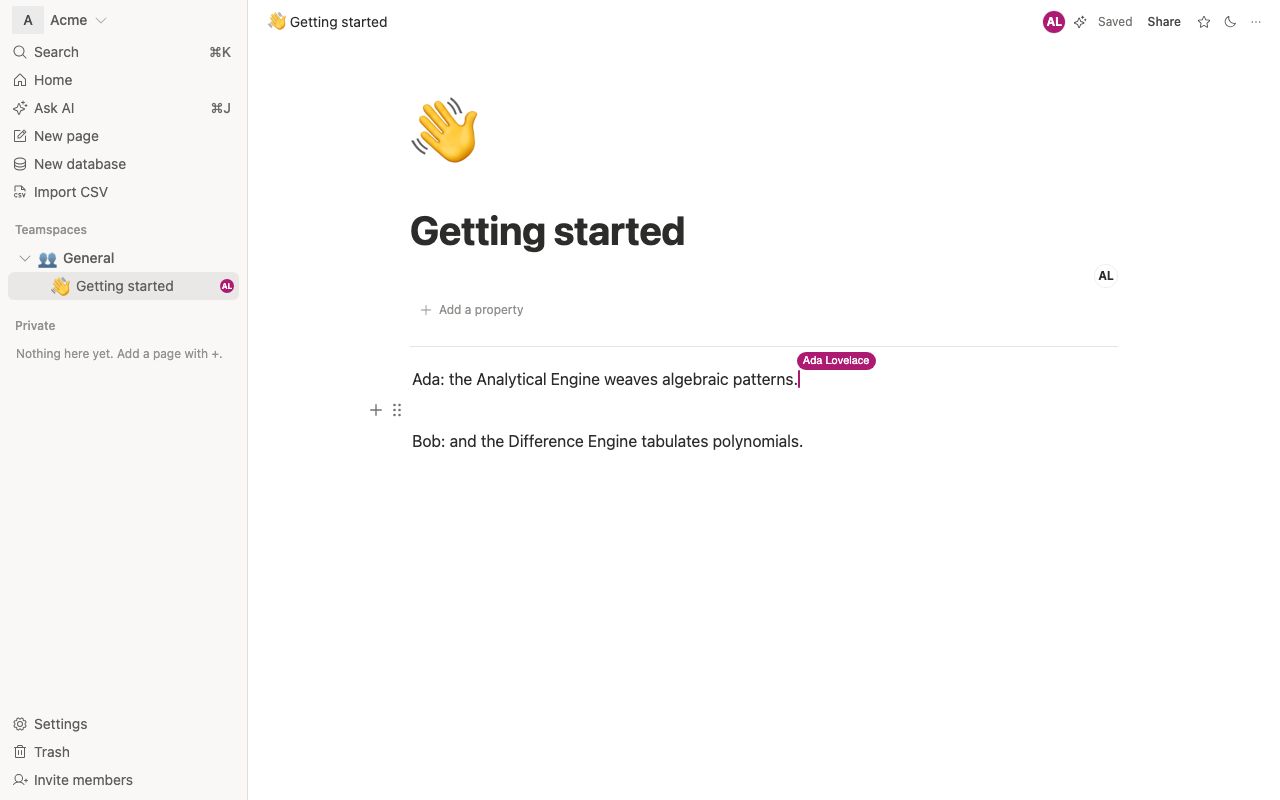 A Acme
Search ⌘K
Home
Ask AI ⌘J
New page
New database
Import CSV
Teamspaces
General
Getting started AL
Private
Nothing here yet. Add a page with +.
Settings
Trash
Invite members
Getting started
AL Saved Share
Getting started
AL
Add a property
Ada Lovelace
Ada: the Analytical Engine weaves algebraic patterns.
Bob: and the Difference Engine tabulates polynomials.